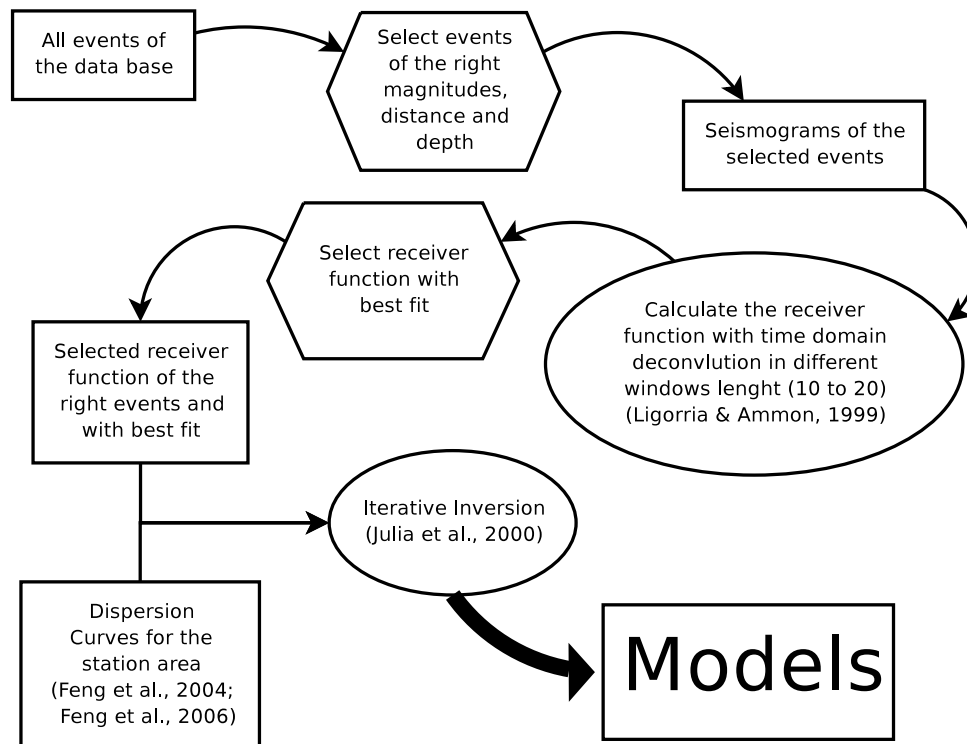 All events of
the data base
Select events
of the right
magnitudes,
distance and
depth
Seismograms of the
selected events
Calculate the receiver
function with time domain
deconvlution in different
windows lenght (10 to 20)
(Ligorria & Ammon, 1999)
Select receiver
function with
best fit
Selected receiver
function of the
right events and
with best fit
Dispersion
Curves for the
station area
(Feng et al., 2004;
Feng et al., 2006)
Iterative Inversion
(Julia et al., 2000)
Models